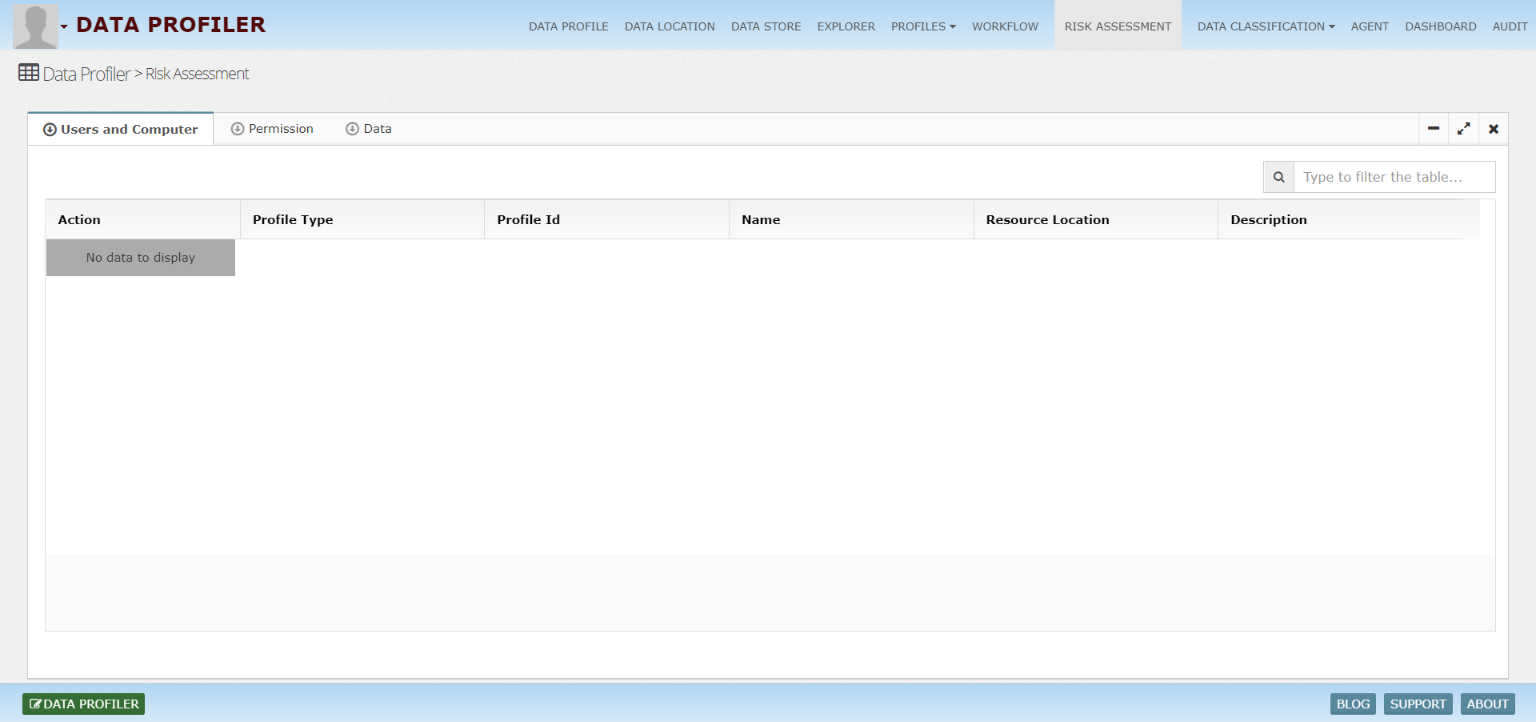 DATA PROFILER
DATA PROFILE DATA LOCATION DATA STORE EXPLORER PROFILES WORKFLOW RISK ASSESSMENT DATA CLASSIFICATION AGENT DASHBOARD AUDIT
Data Profiler > Risk Assessment
Users and Computer Permission Data
Type to filter the table...
Action Profile Type Profile Id Name Resource Location Description
No data to display
DATA PROFILER BLOG SUPPORT ABOUT